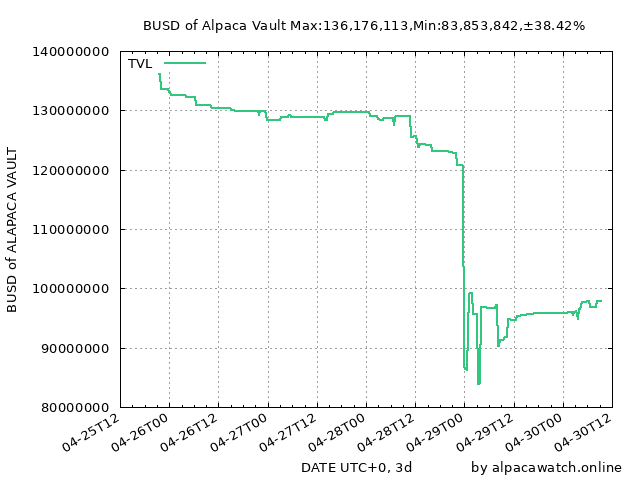 BUSD of Alpaca Vault Max:136,176,113,Min:83,853,842,±38.42%
TVL
BUSD of ALAPACA VAULT
140000000
130000000
120000000
110000000
100000000
90000000
80000000
04-25T12
04-26T00
04-26T12
04-27T00
04-27T12
04-28T00
04-28T12
04-29T00
04-29T12
04-30T00
04-30T12
DATE UTC+0, 3d
by alpacawatch.online